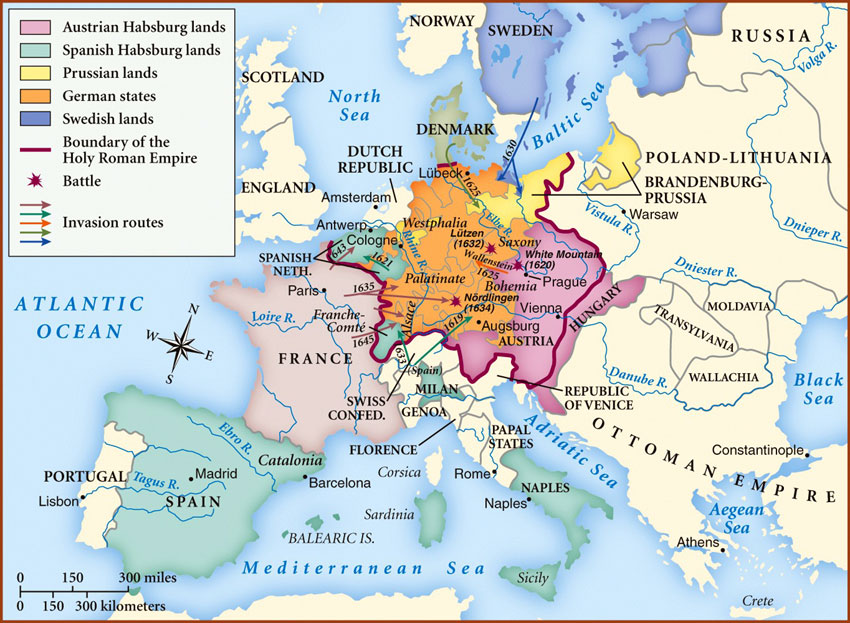 Austrian Habsburg lands
Spanish Habsburg lands
Prussian lands
German states
Swedish lands
Boundary of the
Holy Roman Empire
Battle
Invasion routes
NORWAY
SWEDEN
RUSSIA
Volga R.
SCOTLAND
North
Sea
DENMARK
Baltic Sea
1630
DUTCH
REPUBLIC
Lübeck
1625
POLAND-LITHUANIA
BRANDENBURG-
PRUSSIA
ENGLAND
Amsterdam
Westphalia
Elbe R.
Vistula R.
Warsaw
Dnieper R.
Antwerp
Cologne
Rhine R.
Lützen
(1632)
Saxony
White Mountain
(1620)
Wallenstein
1625
SPANISH
NETH.
1643
1621
Palatinate
Bohemia
Prague
Dniester R.
Paris
1635
Nördlingen
(1634)
Vienna
HUNGARY
MOLDAVIA
ATLANTIC
OCEAN
Loire R.
Franche-
Comté
Alsace
1619
Augsburg
AUSTRIA
TRANSYLVANIA
N
W
E
S
FRANCE
1645
1633
(Spain)
Danube R.
WALLACHIA
Black
Sea
SWISS
CONFED.
MILAN
GENOA
REPUBLIC
OF VENICE
Ebro R.
Catalonia
FLORENCE
PAPAL
STATES
Adriatic Sea
OTTOMAN EMPIRE
Constantinople
PORTUGAL
Tagus R.
Madrid
Barcelona
Corsica
Rome
Lisbon
SPAIN
Sardinia
Naples
NAPLES
Aegean
Sea
BALEARIC IS.
Athens
Mediterranean Sea
Sicily
Crete
0 150 300 miles
0 150 300 kilometers